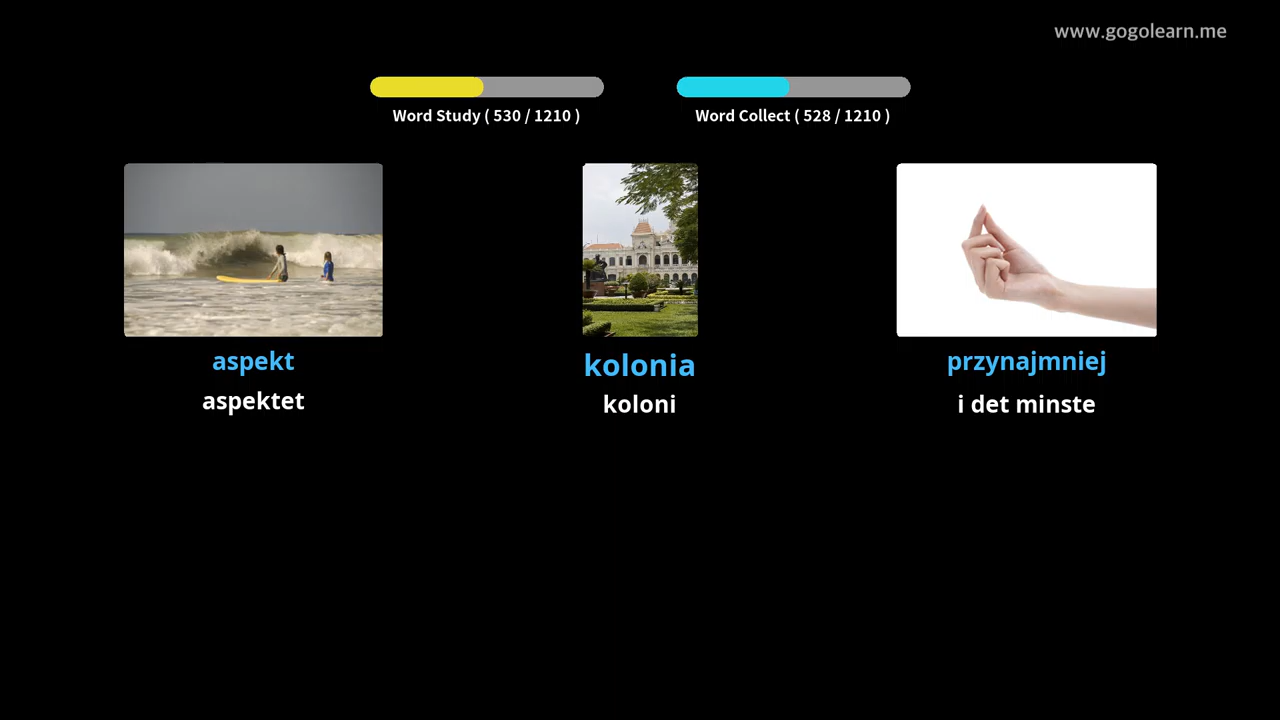 www.gogolearn.me
Word Study ( 530 / 1210 )
Word Collect ( 528 / 1210 )
aspekt
aspektet
kolonia
koloni
przynajmniej
i det minste